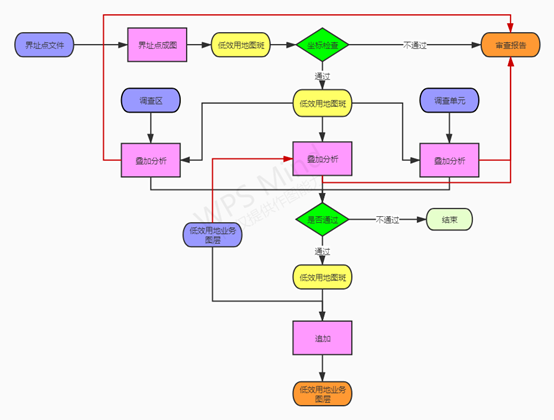 界址点文件
界址点成图
低效用地图斑
坐标检查
不通过
审查报告
通过
调查区
低效用地图斑
调查单元
叠加分析
叠加分析
叠加分析
WPS Mind
低效用地业务
图层
是否通过
不通过
结束
通过
低效用地图斑
追加
低效用地业务
图层